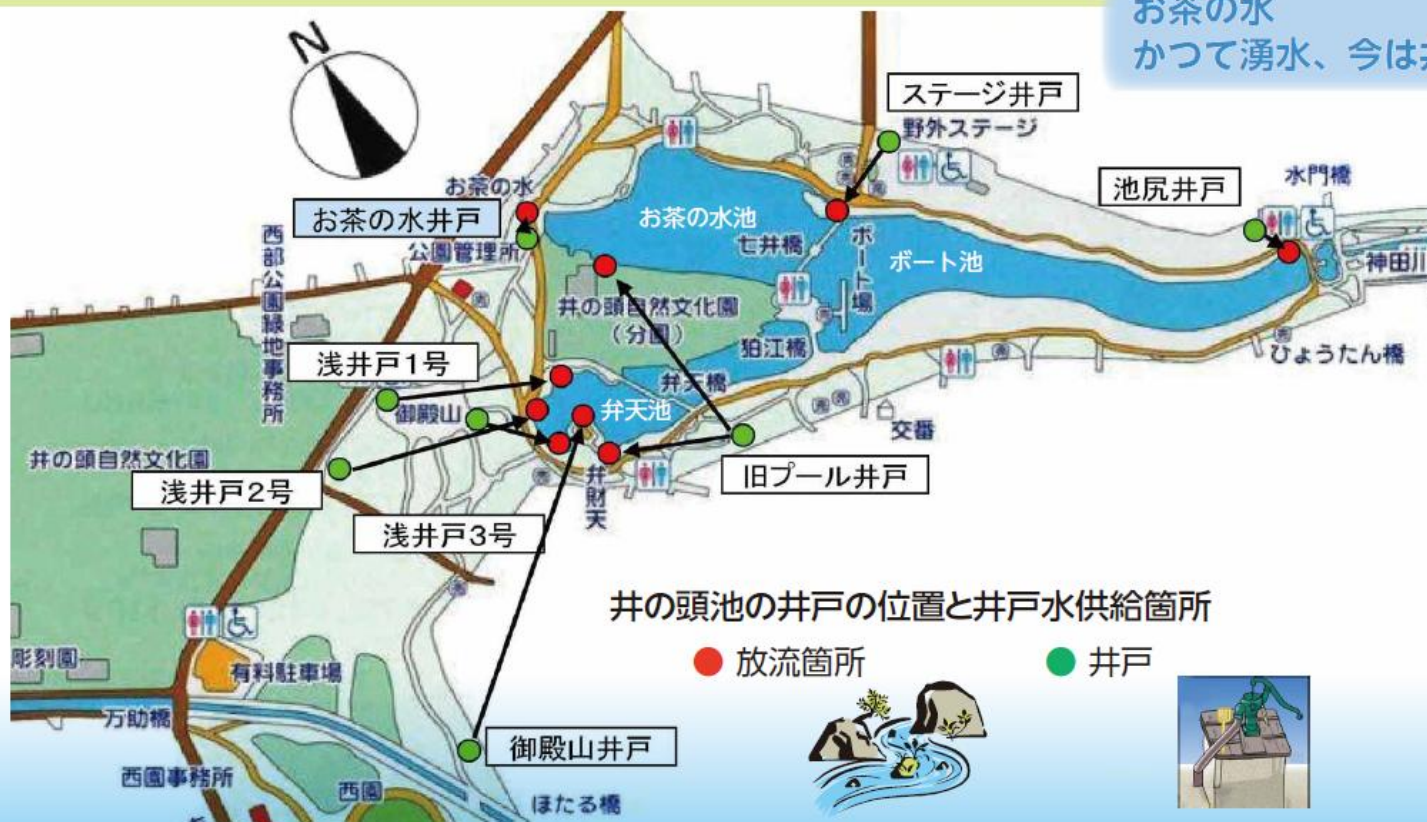 お茶の水
かつて湧水、今は
N
ステージ井戸
野外ステージ
池尻井戸
水門橋
お茶の水
お茶の水井戸
公園管理所
お茶の水池
七井橋
ボート場
ボート池
神田川
西部公園緑地事務所
井の頭自然文化園
(分園)
狛江橋
ひょうたん橋
浅井戸1号
弁天橋
御殿山
弁天池
交番
井の頭自然文化園
浅井戸2号
旧プール井戸
弁財天
浅井戸3号
井の頭池の井戸の位置と井戸水供給箇所
放流箇所
井戸
彫刻園
有料駐車場
万助橋
御殿山井戸
西園事務所
西園
ほたる橋